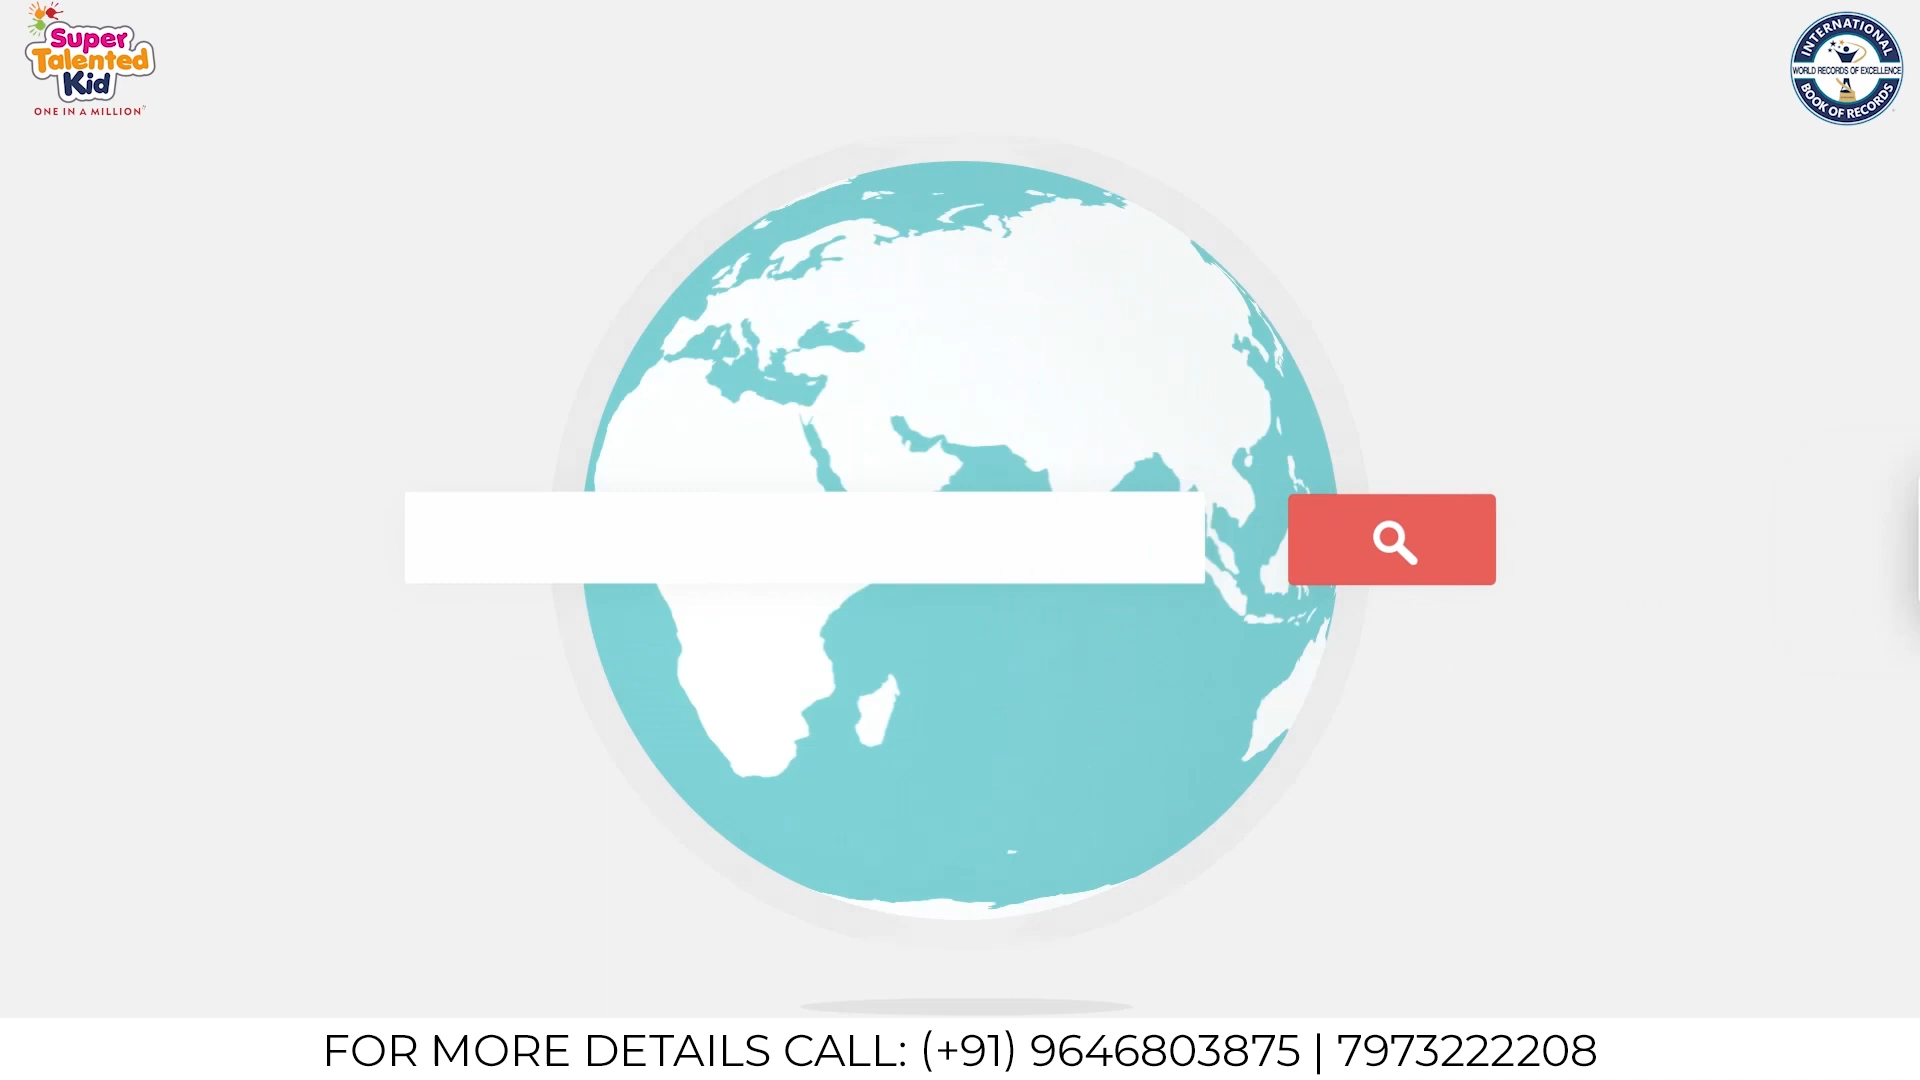 Super
Talented
Kid
ONE IN A MILLION
INTERNATIONAL
WORLD RECORDS OF EXCELLENCE
BOOK OF RECORDS
FOR MORE DETAILS CALL: (+91) 9646803875 | 7973222208